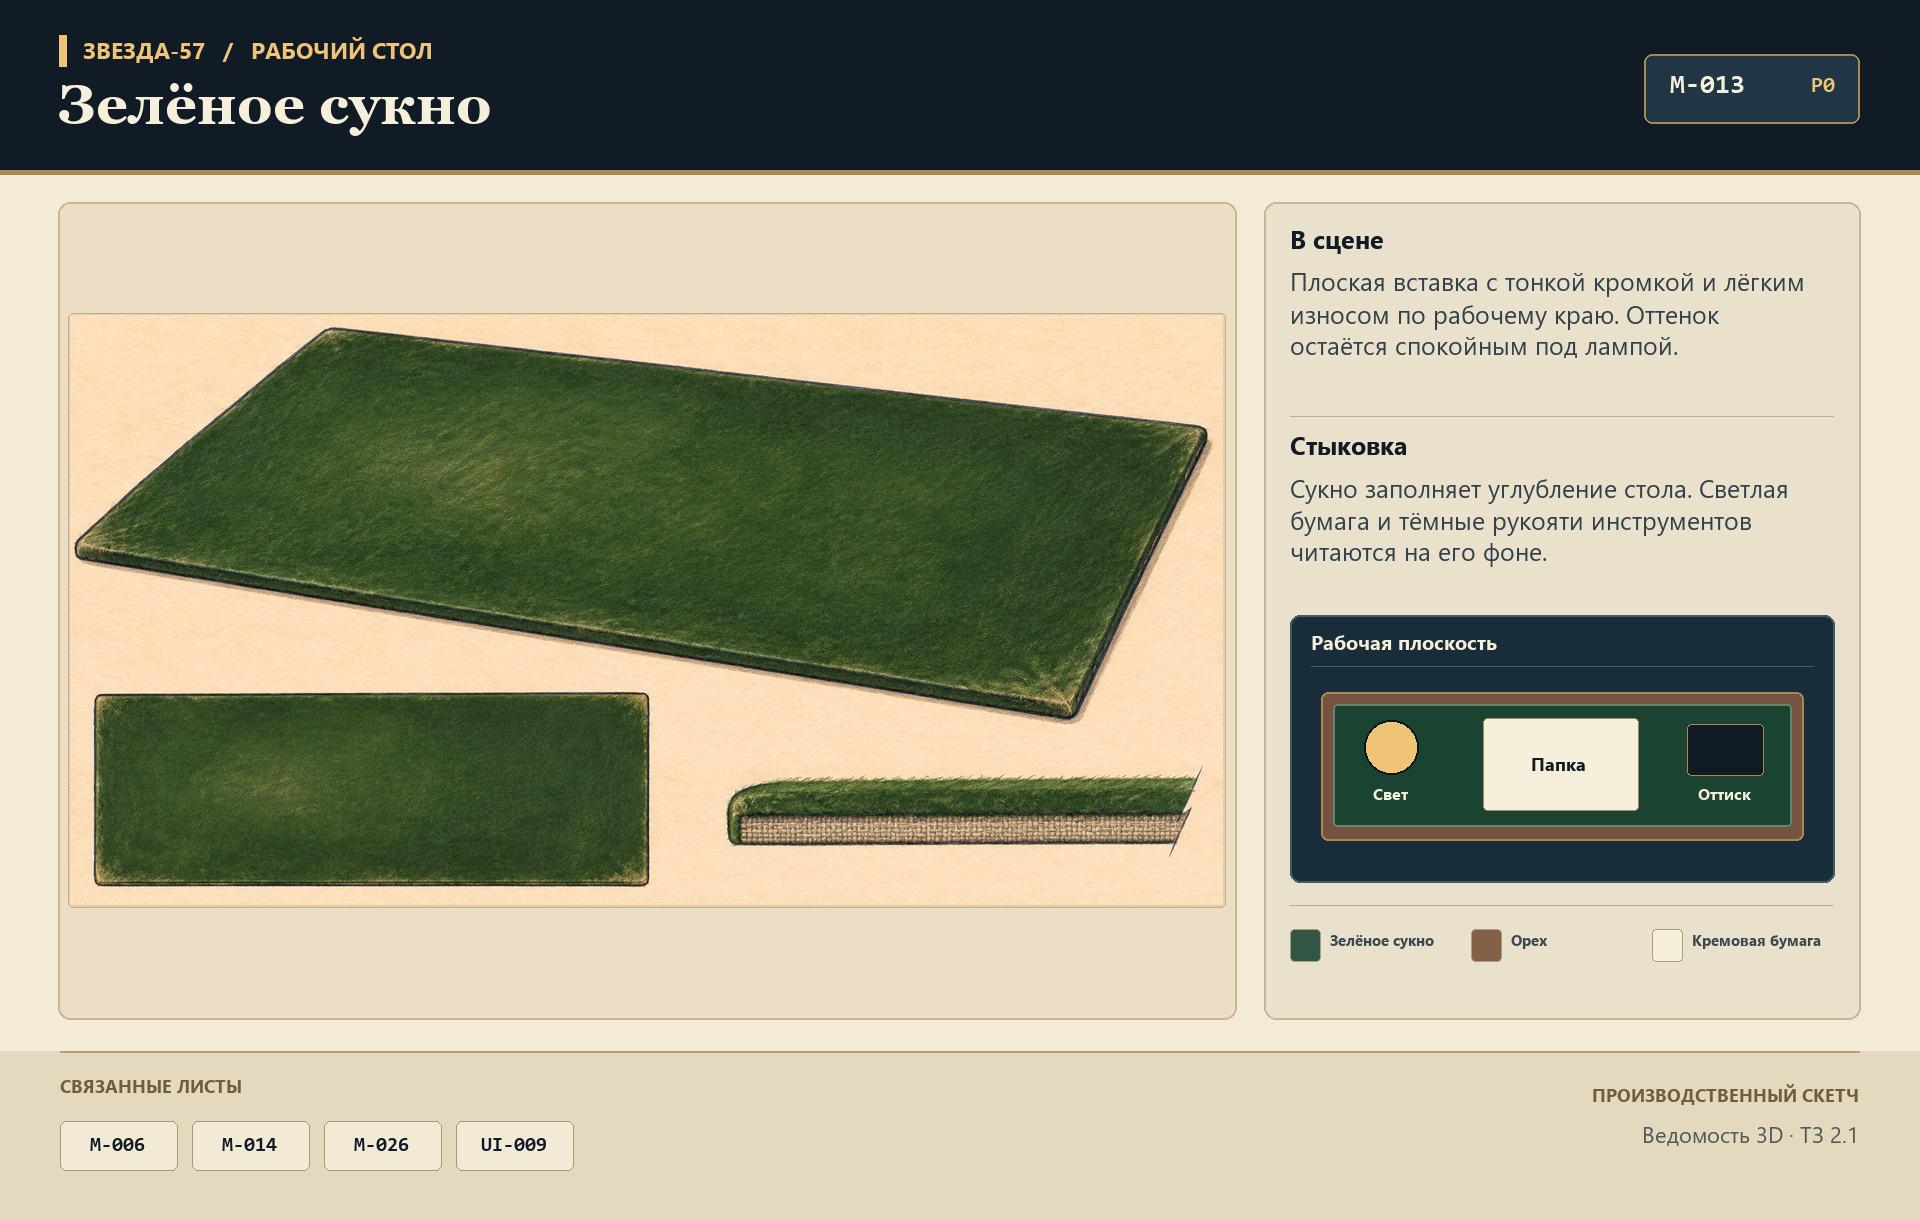 ЗВЕЗДА-57 / РАБОЧИЙ СТОЛ
Зелёное сукно
М-013 P0
В сцене
Плоская вставка с тонкой кромкой и лёгким
износом по рабочему краю. Оттенок
остаётся спокойным под лампой.
Стыковка
Сукно заполняет углубление стола. Светлая
бумага и тёмные рукояти инструментов
читаются на его фоне.
Рабочая плоскость
Папка
Свет
Оттиск
Зелёное сукно
Орех
Кремовая бумага
СВЯЗАННЫЕ ЛИСТЫ
М-006
М-014
М-026
UI-009
ПРОИЗВОДСТВЕННЫЙ СКЕТЧ
Ведомость 3D · ТЗ 2.1